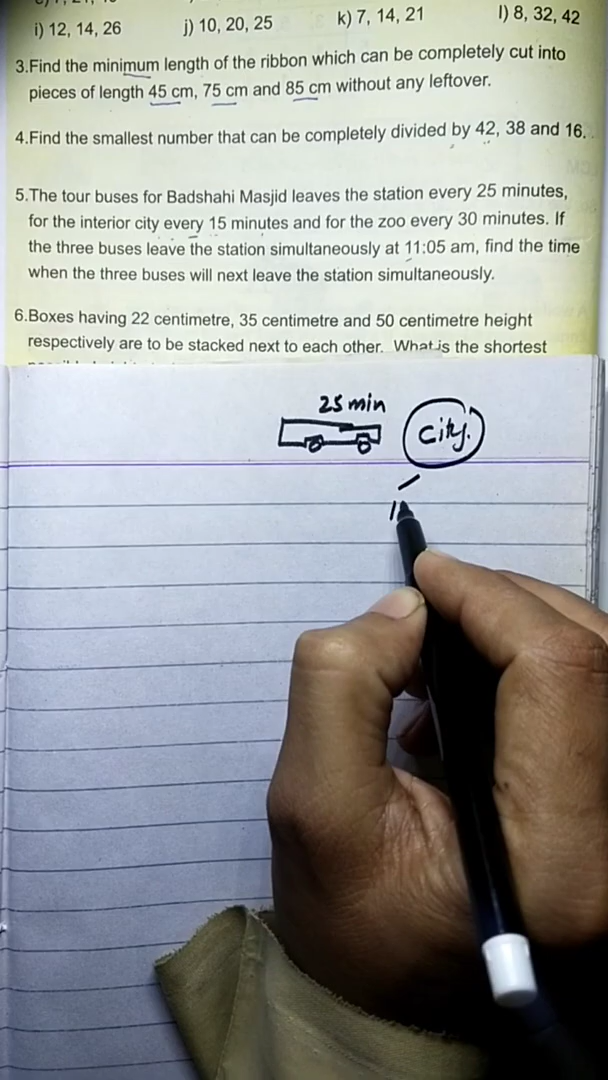 i) 12, 14, 26 j) 10, 20, 25 k) 7, 14, 21 l) 8, 32, 42
3.Find the minimum length of the ribbon which can be completely cut into
pieces of length 45 cm, 75 cm and 85 cm without any leftover.
4.Find the smallest number that can be completely divided by 42, 38 and 16.
5.The tour buses for Badshahi Masjid leaves the station every 25 minutes,
for the interior city every 15 minutes and for the zoo every 30 minutes. If
the three buses leave the station simultaneously at 11:05 am, find the time
when the three buses will next leave the station simultaneously.
6.Boxes having 22 centimetre, 35 centimetre and 50 centimetre height
respectively are to be stacked next to each other. What is the shortest
25 min
city.